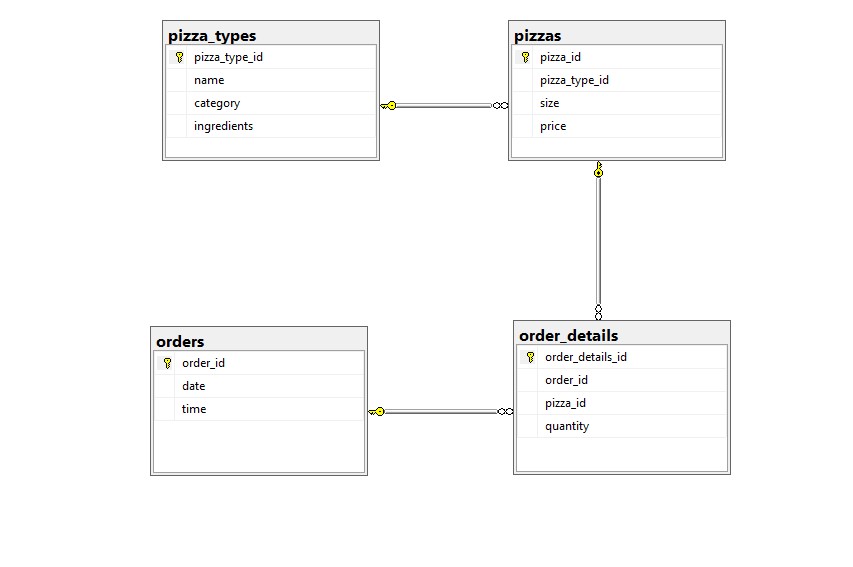 pizza_types
pizza_type_id
name
category
ingredients
pizzas
pizza_id
pizza_type_id
size
price
orders
order_id
date
time
order_details
order_details_id
order_id
pizza_id
quantity